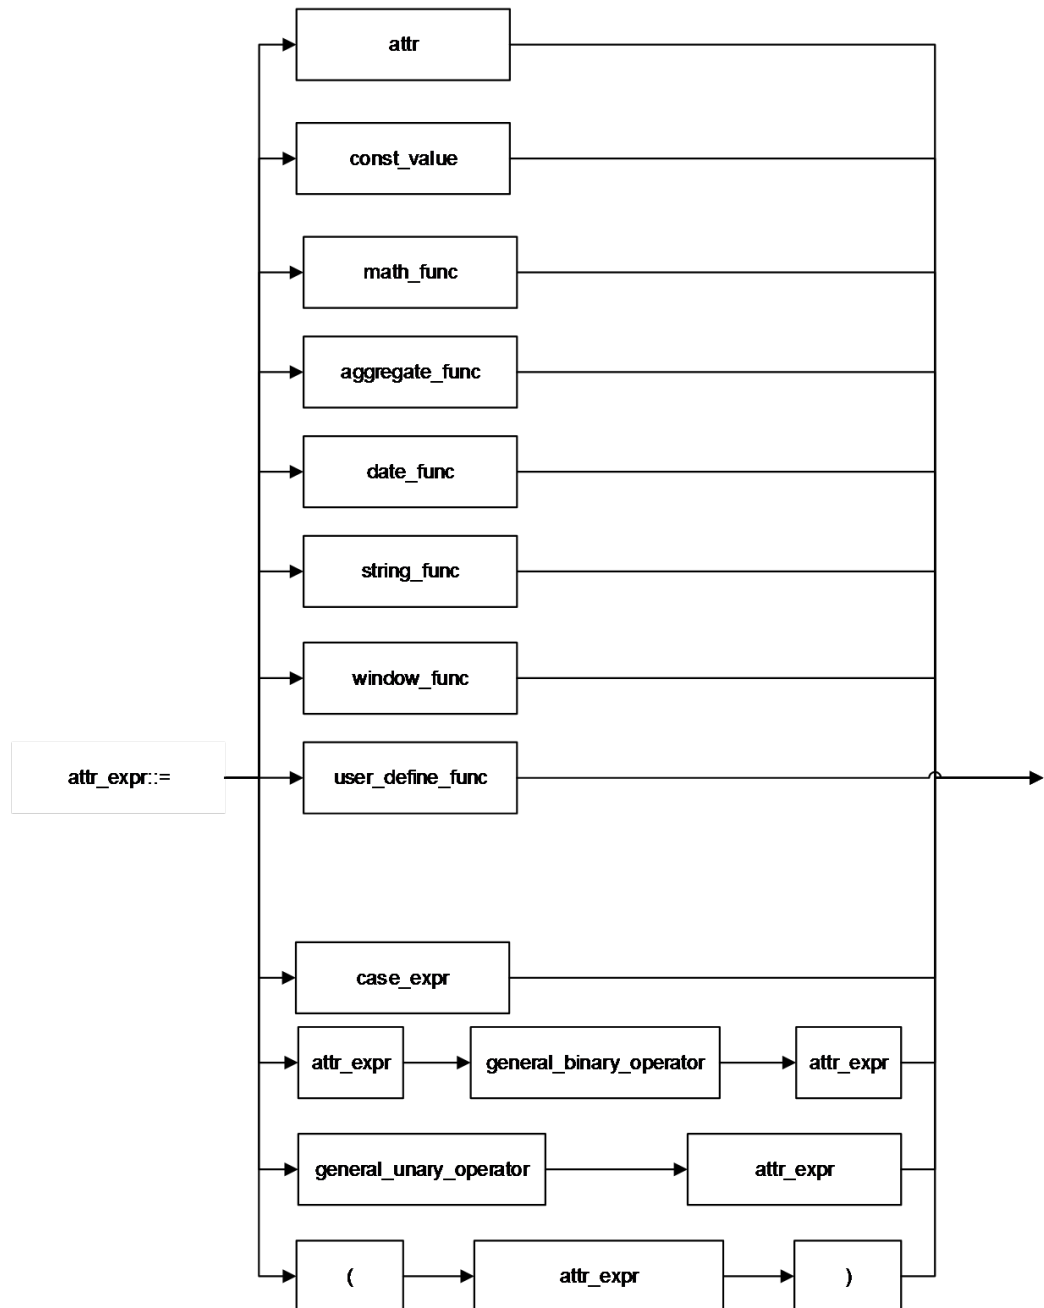 attr
const_value
math_func
aggregate_func
date_func
string_func
window_func
attr_expr::= user_define_func
case_expr
attr_expr general_binary_operator attr_expr
general_unary_operator attr_expr
( attr_expr )